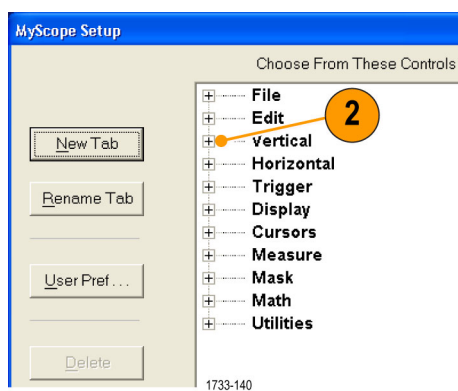 MyScope Setup
Choose From These Controls
File
Edit
2
Vertical
Horizontal
Trigger
Display
Cursors
Measure
Mask
Math
Utilities
New Tab
Rename Tab
User Pref...
Delete
1733-140